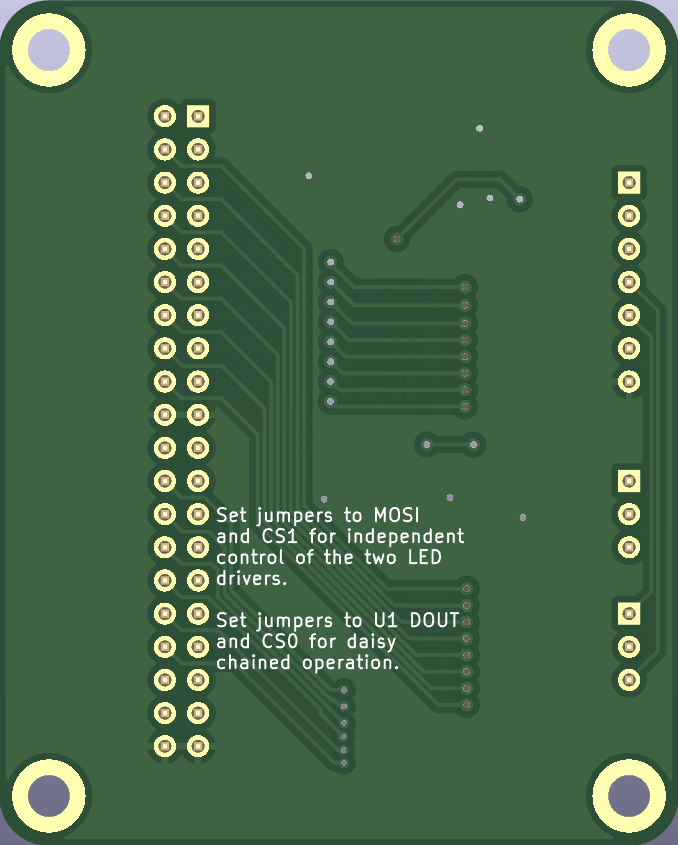 Set jumpers to MOSI
and CS1 for independent
control of the two LED
drivers.
Set jumpers to U1 DOUT
and CS0 for daisy
chained operation.